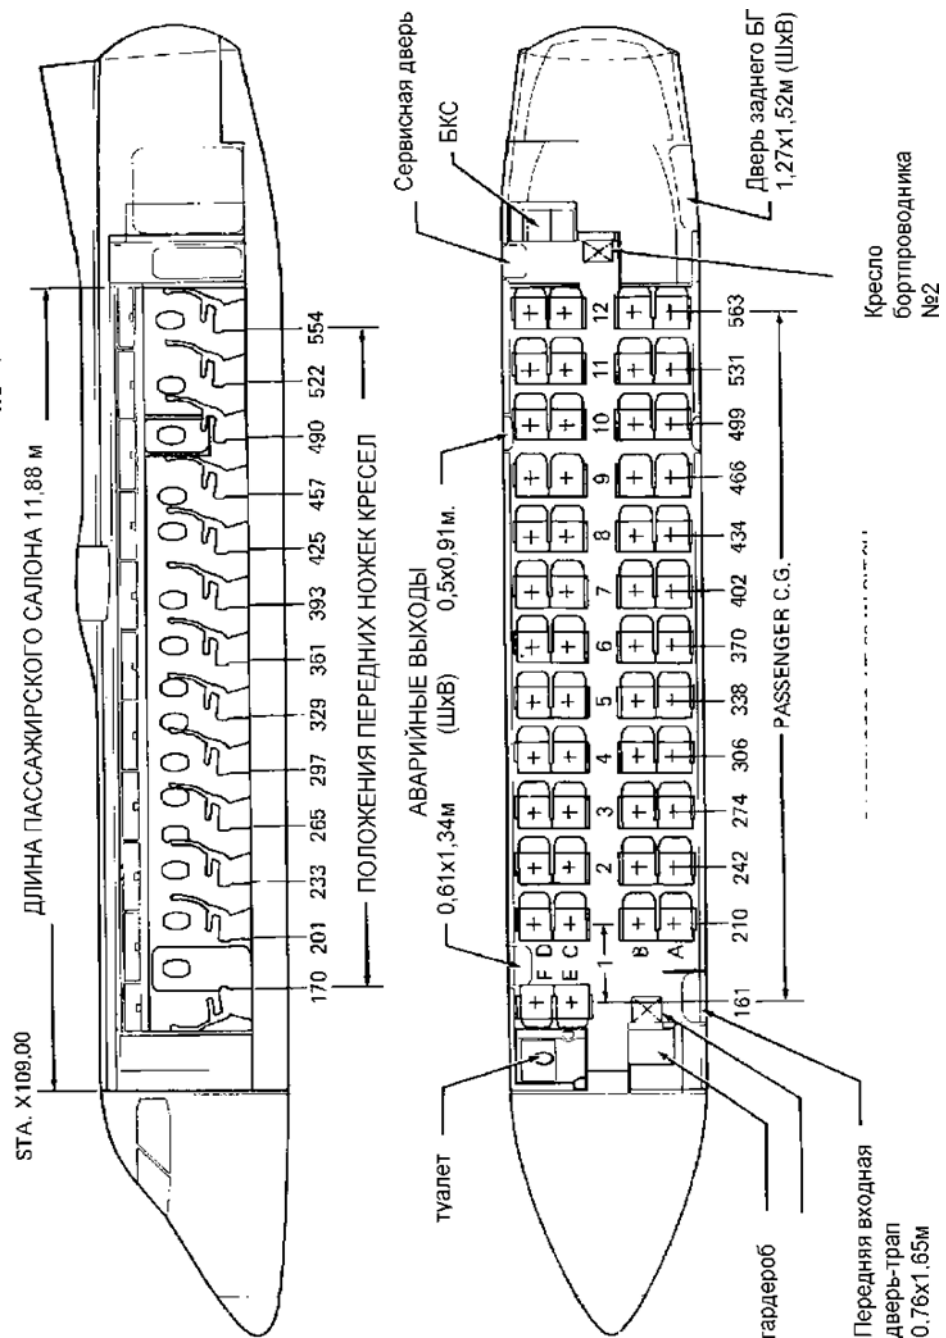 STA. X109,00
ДЛИНА ПАССАЖИРСКОГО САЛОНА 11,88 м
170 201 233 265 297 329 361 393 425 457 490 522 554
ПОЛОЖЕНИЯ ПЕРЕДНИХ НОЖЕК КРЕСЕЛ
АВАРИЙНЫЕ ВЫХОДЫ
0,61x1,34м (ШxВ) 0,5x0,91м.
туалет
Сервисная дверь
БКС
F D
E C
1 2 3 4 5 6 7 8 9 10 11 12
B
A
161 210 242 274 306 338 370 402 434 466 499 531 563
PASSENGER C.G.
Дверь заднего БГ
1,27x1,52м (ШxВ)
гардероб
Передняя входная
дверь-трап
0.76x1.65м
Кресло
бортпроводника
№2